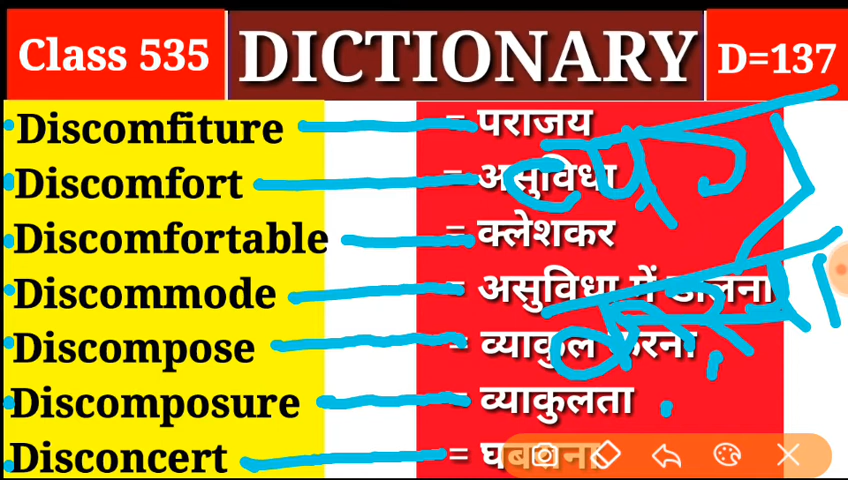 Class 535 DICTIONARY D=137
Discomfiture = पराजय
Discomfort = असुविधा
Discomfortable = क्लेशकर
Discommode = असुविधा में डालना
Discompose = व्याकुल करना
Discomposure = व्याकुलता
Disconcert =